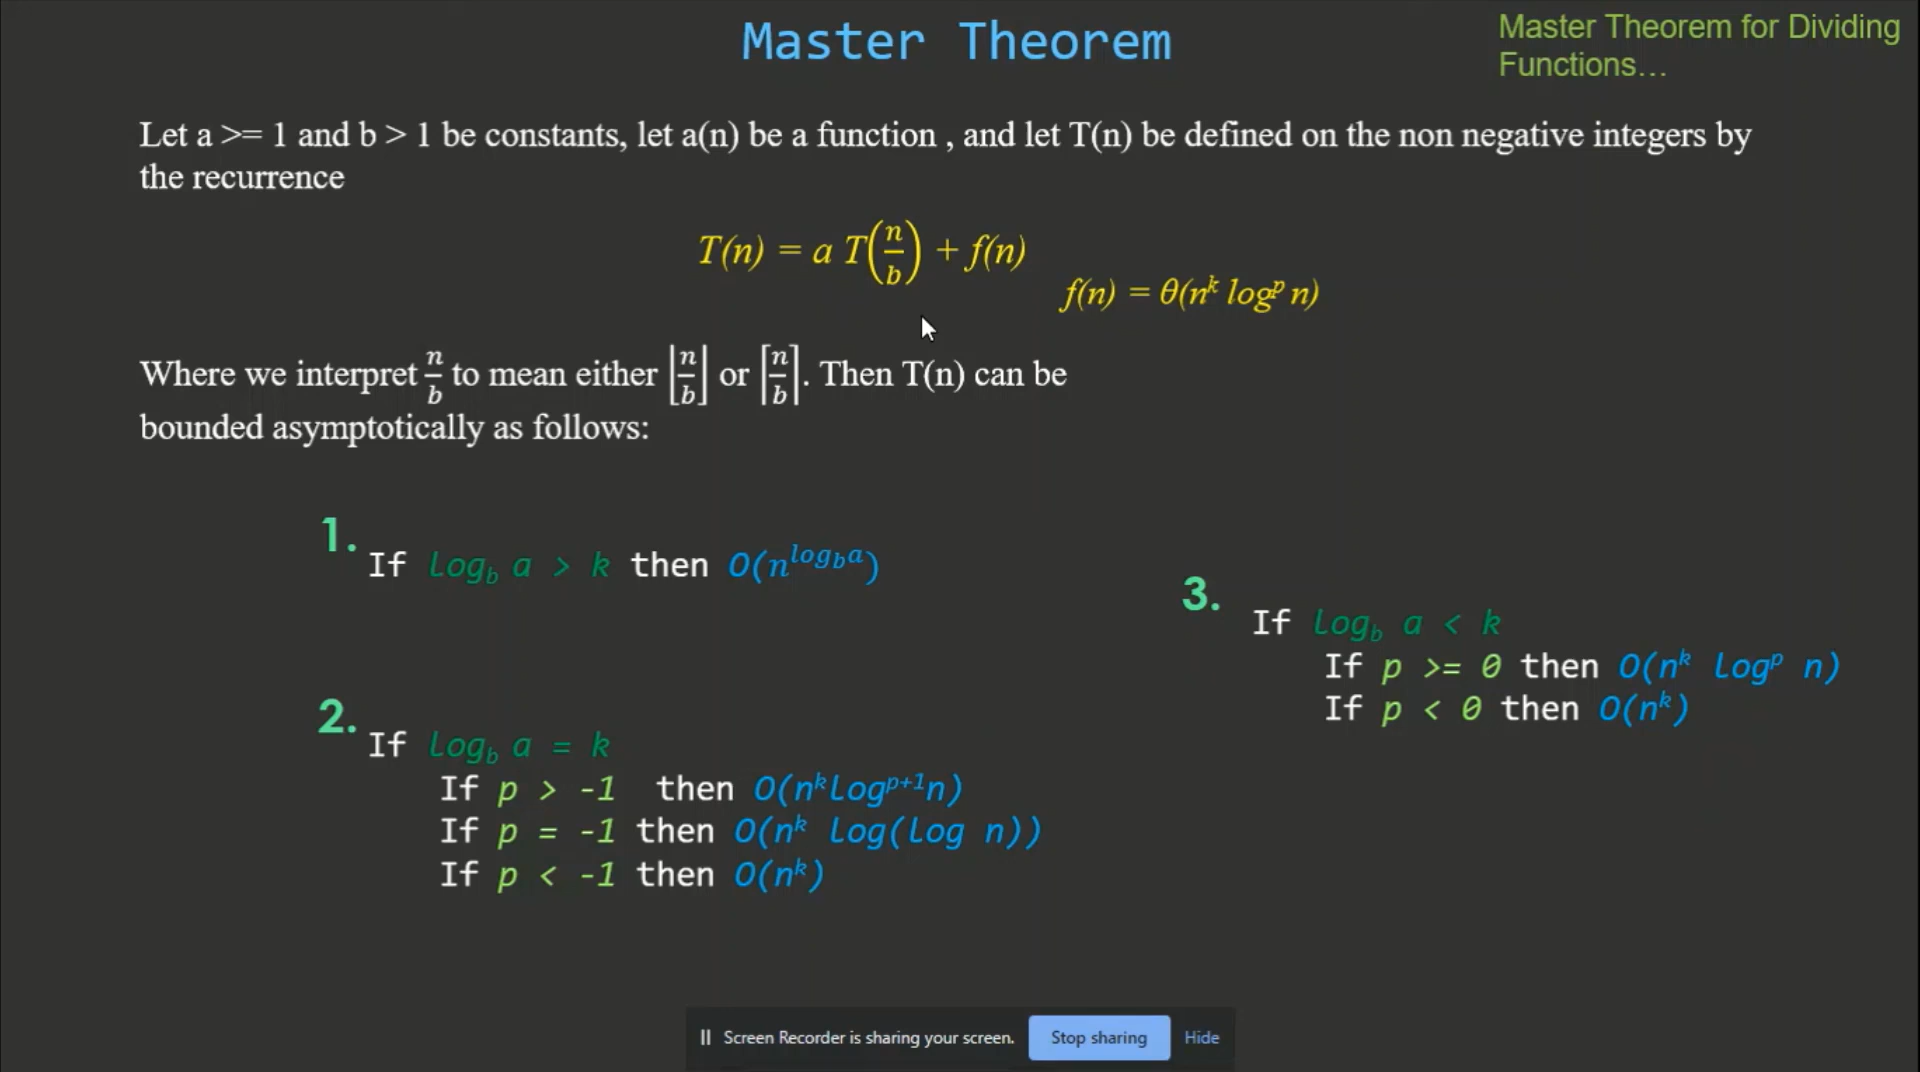 Master Theorem
Master Theorem for Dividing
Functions...
Let a >= 1 and b > 1 be constants, let a(n) be a function , and let T(n) be defined on the non negative integers by
the recurrence
T(n) = a T(n/b) + f(n)
f(n) = θ(n^k log^p n)
Where we interpret n/b to mean either ⌊n/b⌋ or ⌈n/b⌉. Then T(n) can be
bounded asymptotically as follows:
1.
If Log_b a > k then O(n^{log_b a})
2.
If Log_b a = k
If p > -1 then O(n^k Log^{p+1} n)
If p = -1 then O(n^k Log(Log n))
If p < -1 then O(n^k)
3.
If Log_b a < k
If p >= 0 then O(n^k Log^p n)
If p < 0 then O(n^k)
Screen Recorder is sharing your screen. Stop sharing Hide